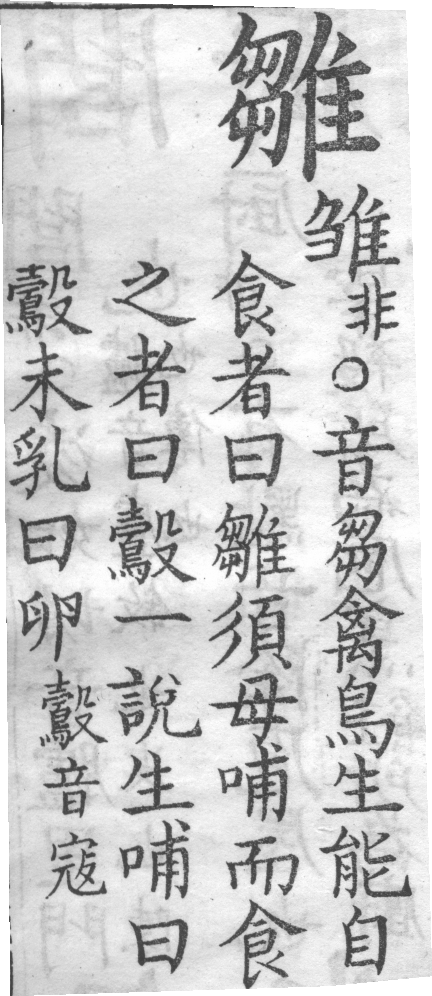 雛
雏非○音芻禽鳥生能自
食者曰雛須母哺而食
之者曰鷇一說生哺曰
鷇未乳曰卵鷇音寇